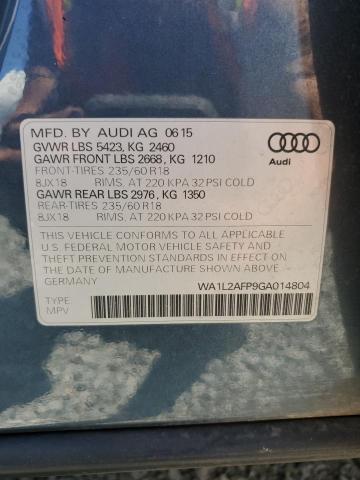 MFD. BY AUDI AG 06 15
GVWR LBS 5423, KG 2460
GAWR FRONT LBS 2668, KG 1210
FRONT-TIRES 235/60 R18
8JX18 RIMS, AT 220 KPA 32 PSI COLD
GAWR REAR LBS 2976, KG 1350
REAR-TIRES 235/60 R18
8JX18 RIMS, AT 220 KPA 32 PSI COLD
Audi
THIS VEHICLE CONFORMS TO ALL APPLICABLE
U.S. FEDERAL MOTOR VEHICLE SAFETY AND
THEFT PREVENTION STANDARDS IN EFFECT ON
THE DATE OF MANUFACTURE SHOWN ABOVE
GERMANY
WA1L2AFP9GA014804
TYPE:
MPV